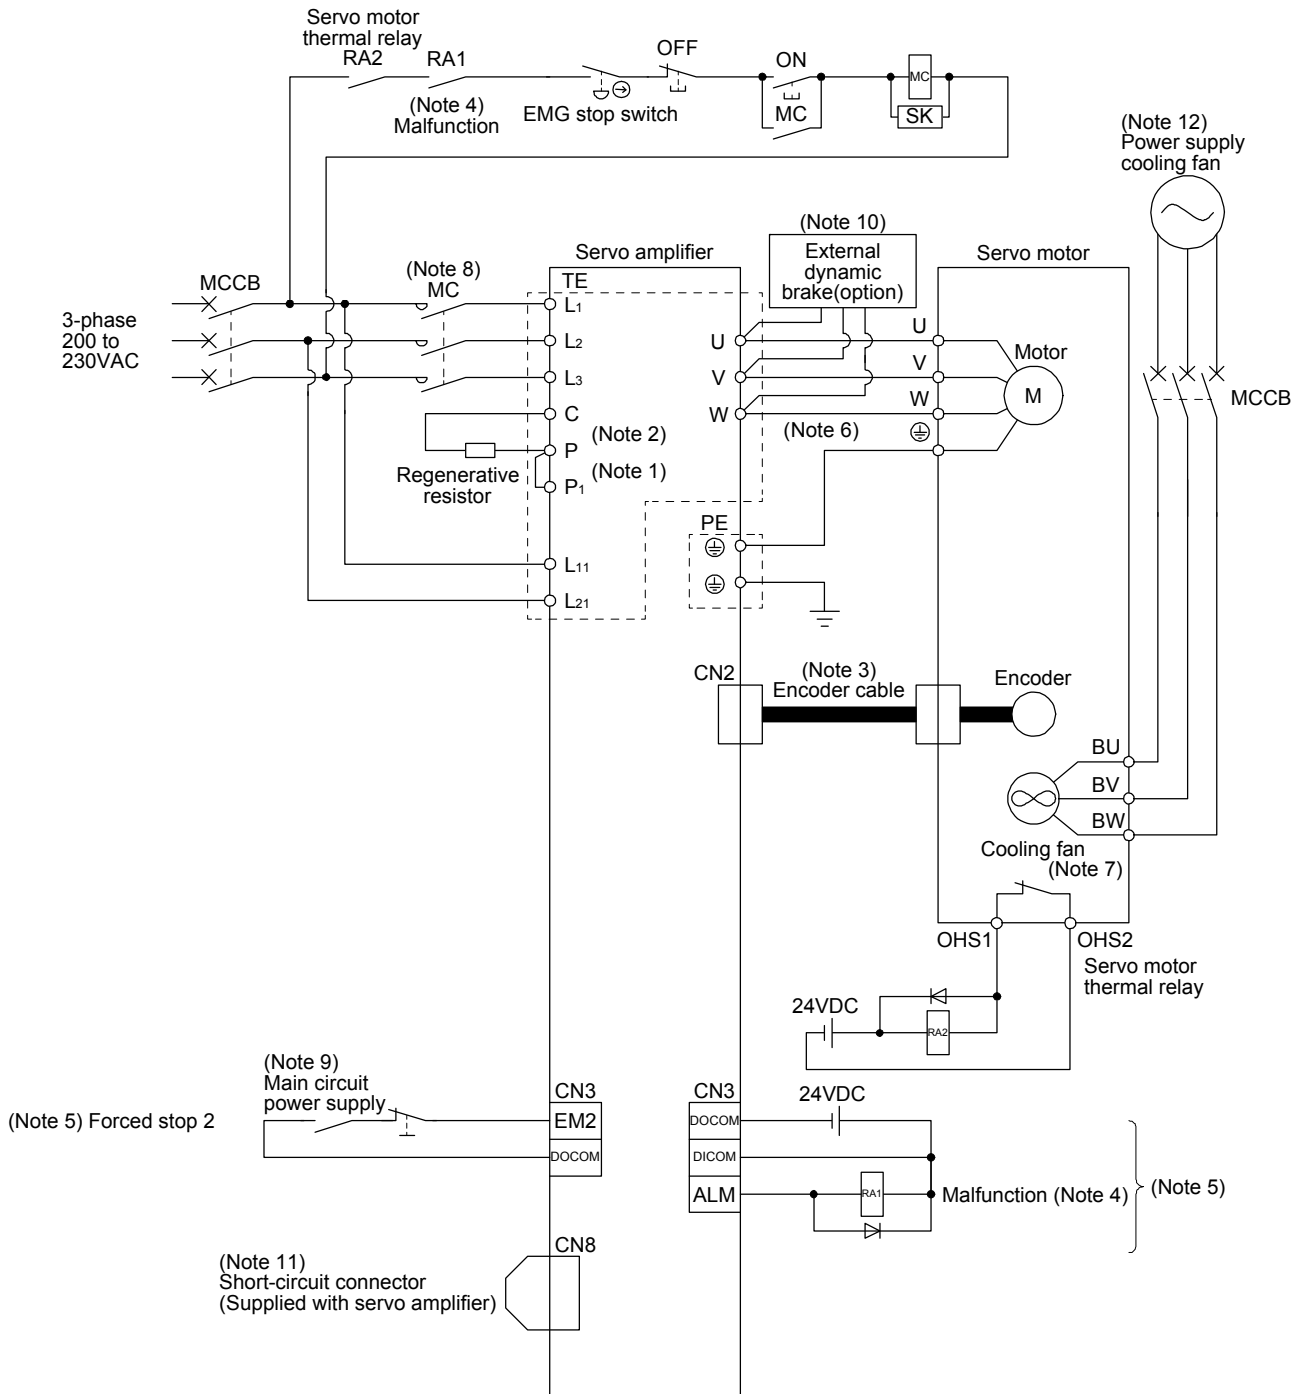 Servo motor
thermal relay
RA2
RA1
OFF
ON
MC
(Note 4)
Malfunction
EMG stop switch
MC
SK
(Note 12)
Power supply
cooling fan
(Note 10)
External
dynamic
brake(option)
Servo amplifier
Servo motor
MCCB
(Note 8)
MC
TE
3-phase
200 to
230VAC
L1
L2
L3
C
P
P1
(Note 2)
(Note 1)
Regenerative
resistor
L11
L21
U
V
W
U
V
W
(Note 6)
Motor
M
MCCB
PE
CN2
(Note 3)
Encoder cable
Encoder
BU
BV
BW
Cooling fan
(Note 7)
OHS1
OHS2
Servo motor
thermal relay
24VDC
RA2
(Note 9)
Main circuit
power supply
(Note 5) Forced stop 2
CN3
EM2
DOCOM
CN3
DOCOM
DICOM
ALM
24VDC
RA1
Malfunction (Note 4)
(Note 5)
CN8
(Note 11)
Short-circuit connector
(Supplied with servo amplifier)